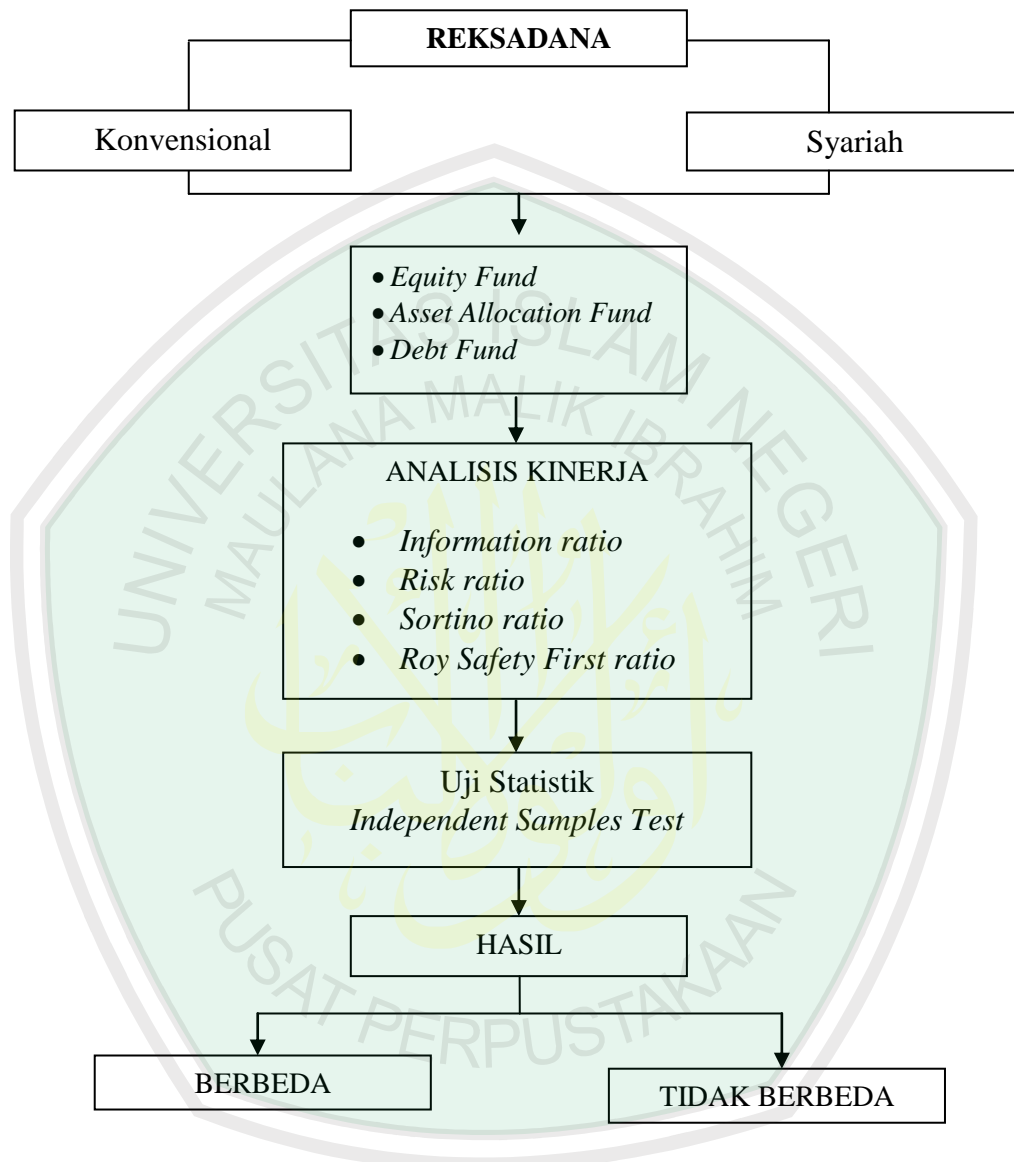 REKSADANA
Konvensional
Syariah
• Equity Fund
• Asset Allocation Fund
• Debt Fund
ANALISIS KINERJA
• Information ratio
• Risk ratio
• Sortino ratio
• Roy Safety First ratio
Uji Statistik
Independent Samples Test
HASIL
BERBEDA
TIDAK BERBEDA
UNIVERSITAS ISLAM NEGERI
MAULANA MALIK IBRAHIM
PUSAT PERPUSTAKAAN